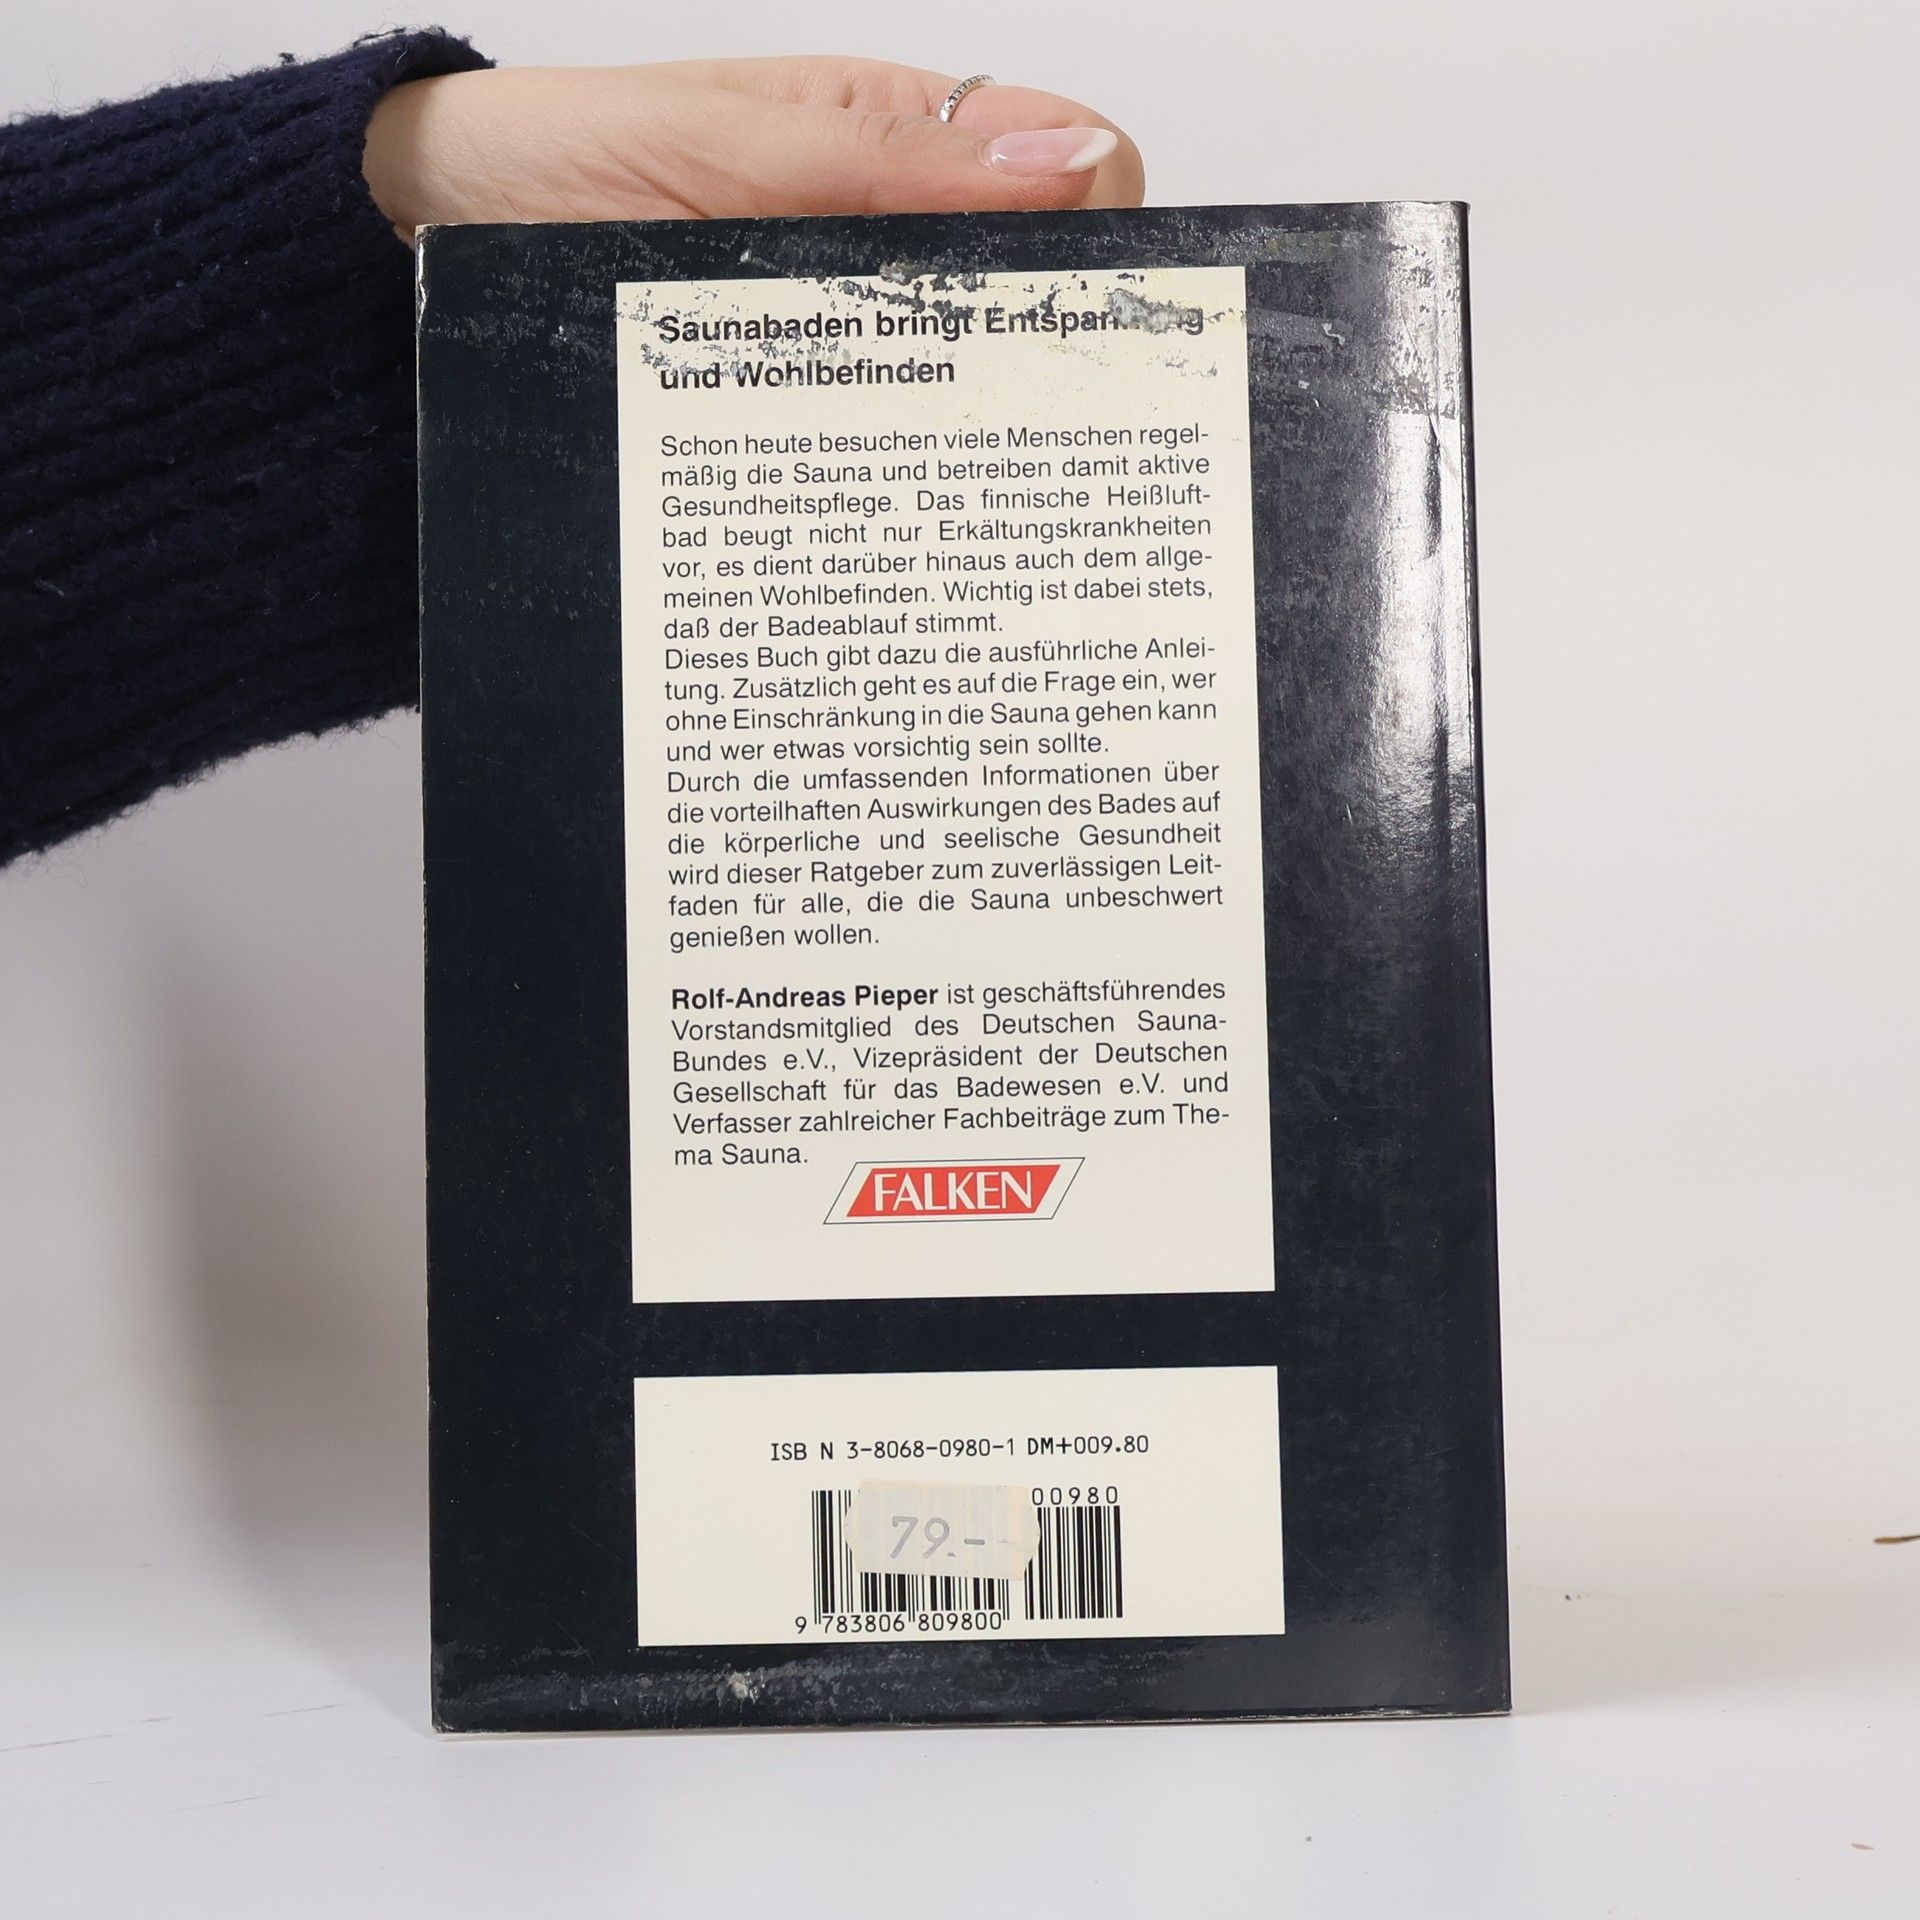 Saunabaden bringt Entspannung
und Wohlbefinden
Schon heute besuchen viele Menschen regel-
mäßig die Sauna und betreiben damit aktive
Gesundheitspflege. Das finnische Heißluft-
bad beugt nicht nur Erkältungskrankheiten
vor, es dient darüber hinaus auch dem allge-
meinen Wohlbefinden. Wichtig ist dabei stets,
daß der Badeablauf stimmt.
Dieses Buch gibt dazu die ausführliche Anlei-
tung. Zusätzlich geht es auf die Frage ein, wer
ohne Einschränkung in die Sauna gehen kann
und wer etwas vorsichtig sein sollte.
Durch die umfassenden Informationen über
die vorteilhaften Auswirkungen des Bades auf
die körperliche und seelische Gesundheit
wird dieser Ratgeber zum zuverlässigen Leit-
faden für alle, die die Sauna unbeschwert
genießen wollen.
Rolf-Andreas Pieper ist geschäftsführendes
Vorstandsmitglied des Deutschen Sauna-
Bundes e.V., Vizepräsident der Deutschen
Gesellschaft für das Badewesen e.V. und
Verfasser zahlreicher Fachbeiträge zum The-
ma Sauna.
FALKEN
ISB N 3-8068-0980-1 DM+009.80
00980
79.-
9 783806 809800